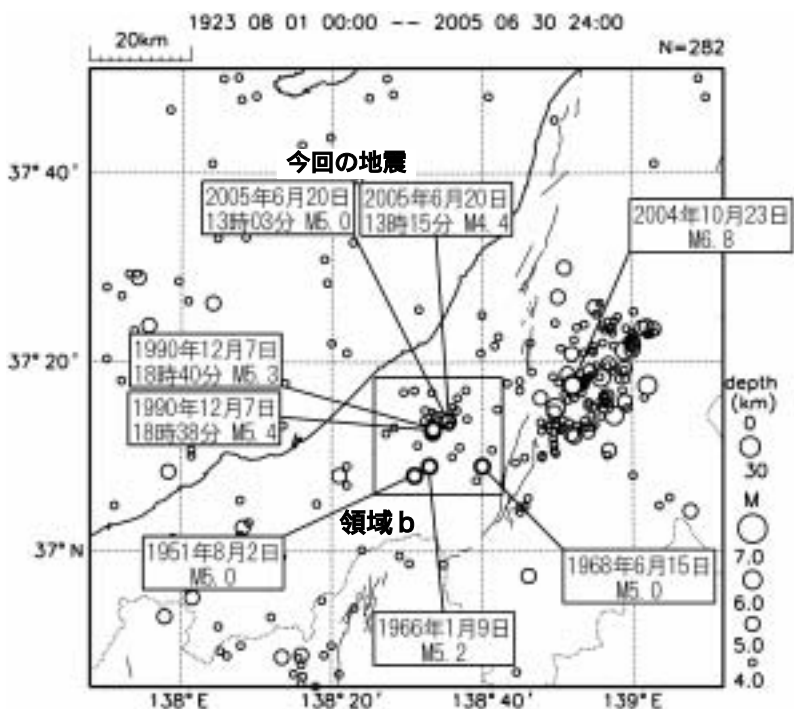 1923 08 01 00:00 -- 2005 06 30 24:00
20km
N=282
今回の地震
37°40'
2005年6月20日
13時03分 M5.0
2005年6月20日
13時15分 M4.4
2004年10月23日
M6.8
37°20'
1990年12月7日
18時40分 M5.3
1990年12月7日
18時38分 M5.4
depth
(km)
0
30
M
7.0
6.0
5.0
4.0
領域b
37°N
1951年8月2日
M5.0
1968年6月15日
M5.0
1966年1月9日
M5.2
138°E
138°20'
138°40'
139°E